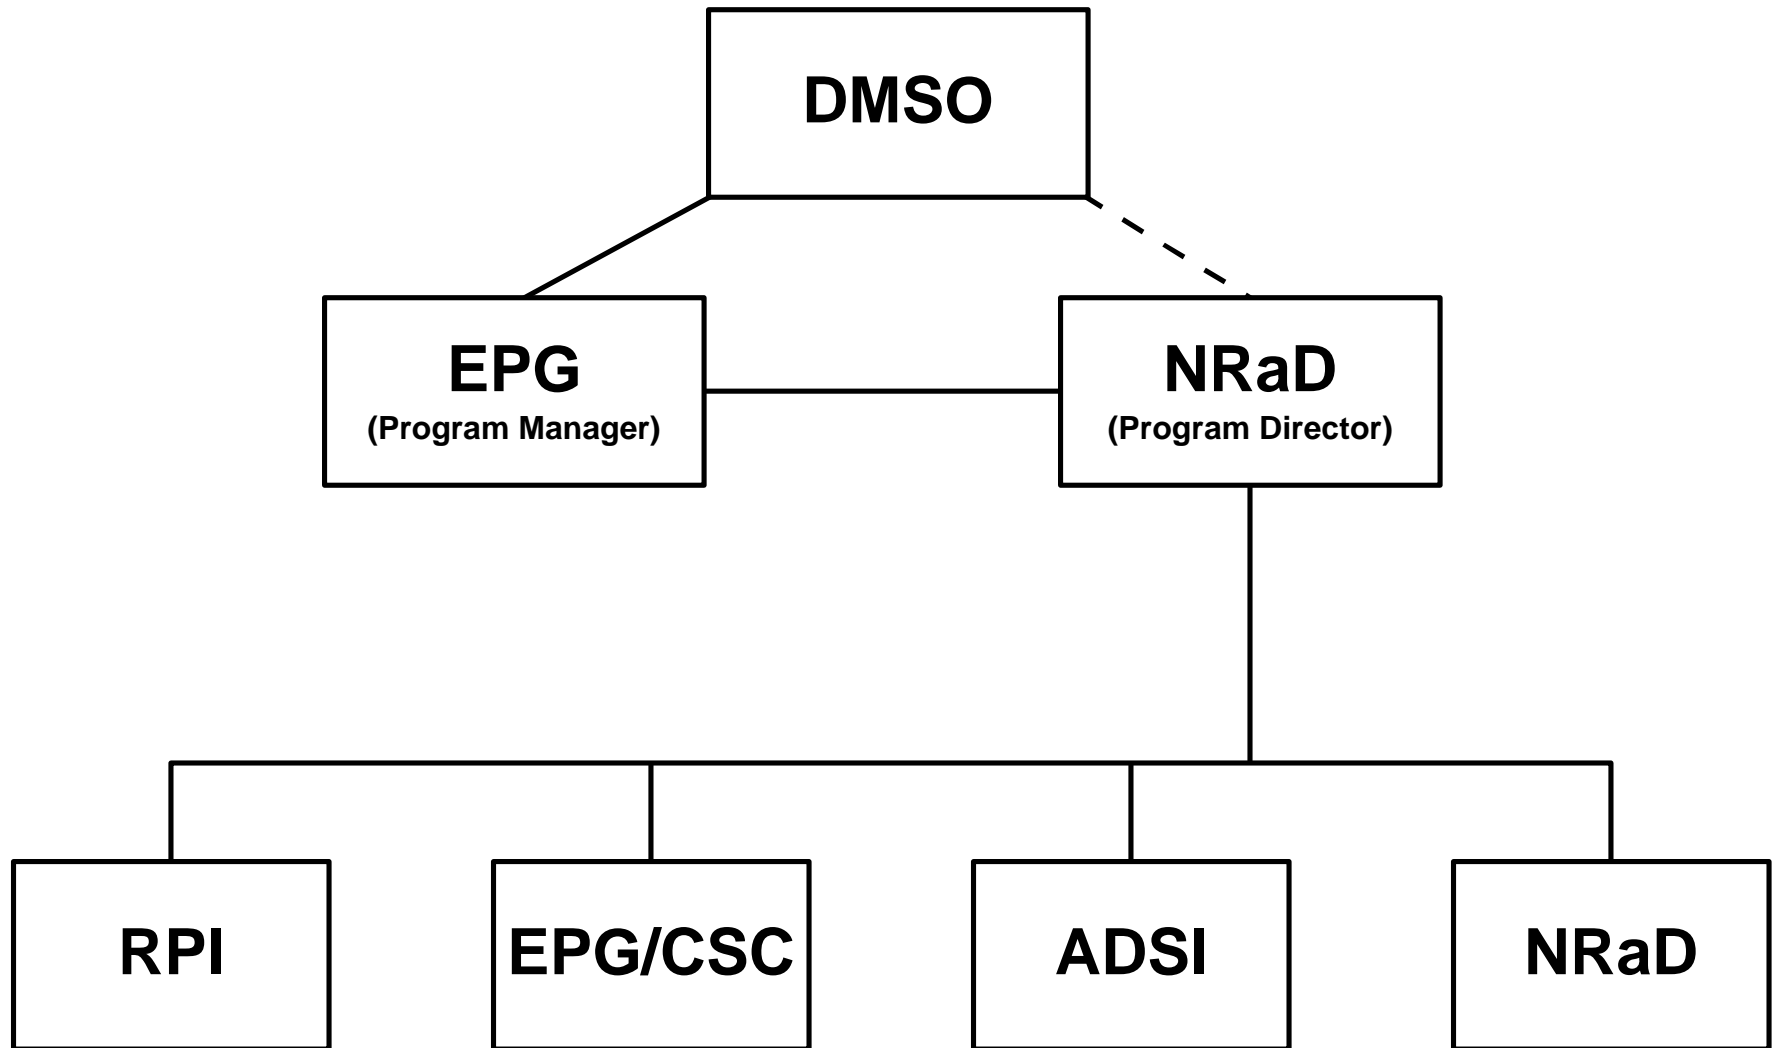 DMSO
EPG
(Program Manager)
NRaD
(Program Director)
RPI
EPG/CSC
ADSI
NRaD